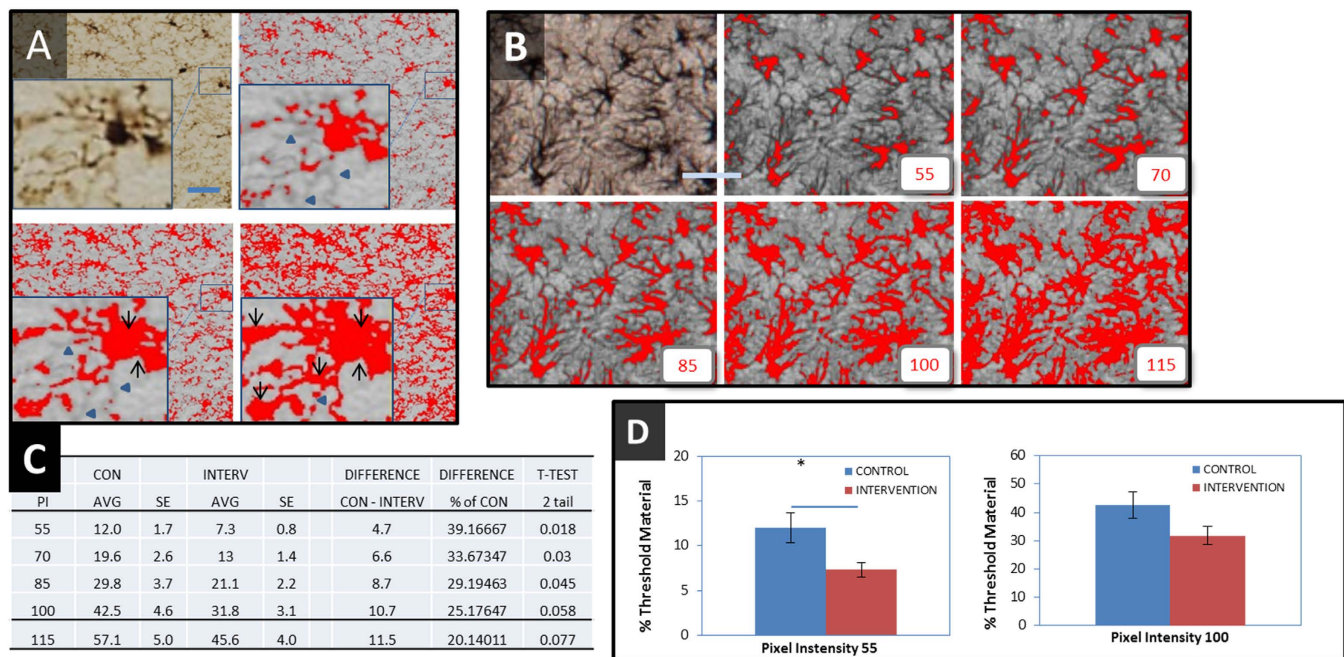 A
B
55
70
85
100
115
C
CON INTERV DIFFERENCE DIFFERENCE T-TEST
PI AVG SE AVG SE CON - INTERV % of CON 2 tail
55 12.0 1.7 7.3 0.8 4.7 39.16667 0.018
70 19.6 2.6 13 1.4 6.6 33.67347 0.03
85 29.8 3.7 21.1 2.2 8.7 29.19463 0.045
100 42.5 4.6 31.8 3.1 10.7 25.17647 0.058
115 57.1 5.0 45.6 4.0 11.5 20.14011 0.077
D
% Threshold Material
20
15
10
5
0
*
CONTROL
INTERVENTION
Pixel Instensity 55
% Threshold Material
60
50
40
30
20
10
0
CONTROL
INTERVENTION
Pixel Intensity 100